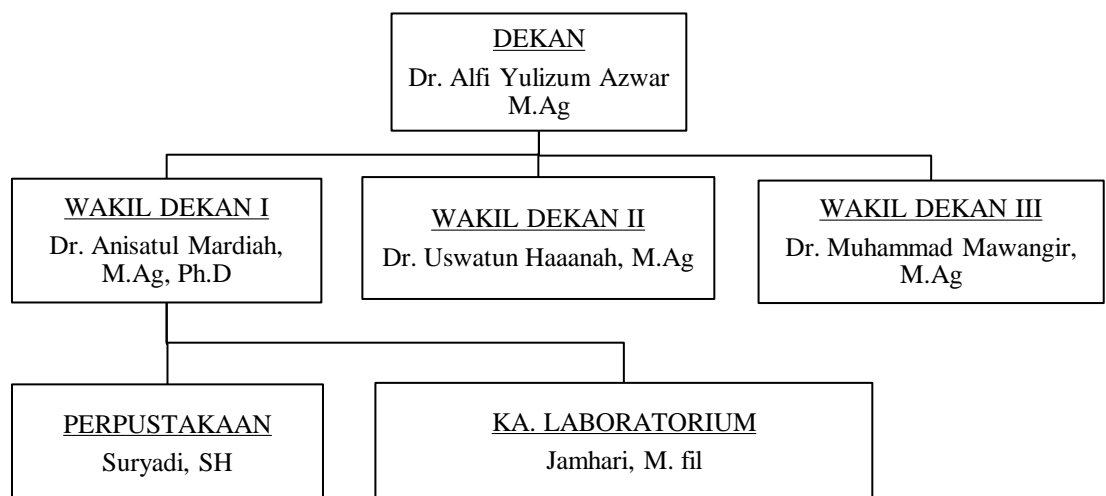 DEKAN
Dr. Alfi Yulizum Azwar
M.Ag
WAKIL DEKAN I
Dr. Anisatul Mardiah,
M.Ag, Ph.D
WAKIL DEKAN II
Dr. Uswatun Haaanah, M.Ag
WAKIL DEKAN III
Dr. Muhammad Mawangir,
M.Ag
PERPUSTAKAAN
Suryadi, SH
KA. LABORATORIUM
Jamhari, M. fil